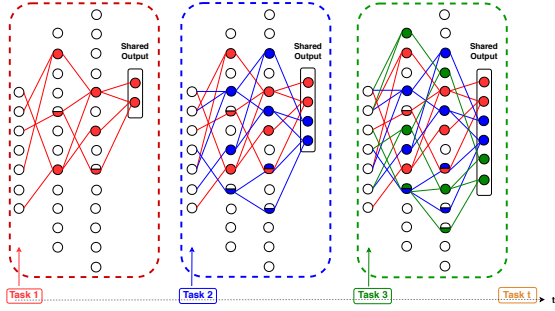 Shared
Output
Shared
Output
Shared
Output
Task 1
Task 2
Task 3
Task t
t